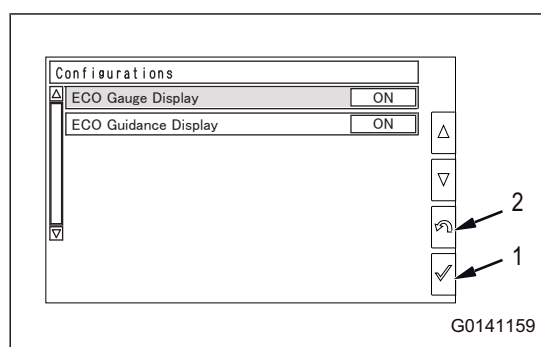 Configurations
ECO Gauge Display ON
ECO Guidance Display ON
2
1
G0141159